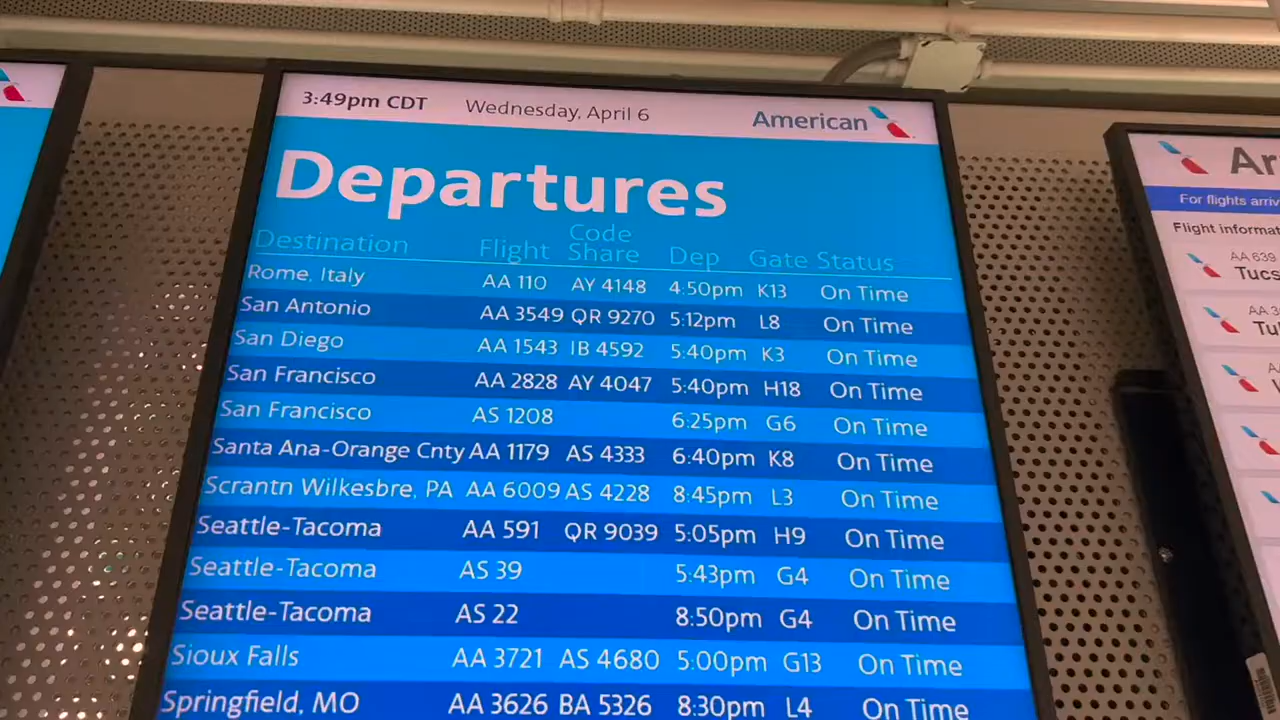 3:49pm CDT Wednesday, April 6 American
Departures
Destination Flight Code Share Dep Gate Status
Rome, Italy AA 110 AY 4148 4:50pm K13 On Time
San Antonio AA 3549 QR 9270 5:12pm L8 On Time
San Diego AA 1543 IB 4592 5:40pm K3 On Time
San Francisco AA 2828 AY 4047 5:40pm H18 On Time
San Francisco AS 1208 6:25pm G6 On Time
Santa Ana-Orange Cnty AA 1179 AS 4333 6:40pm K8 On Time
Scrantn Wilkesbre, PA AA 6009 AS 4228 8:45pm L3 On Time
Seattle-Tacoma AA 591 QR 9039 5:05pm H9 On Time
Seattle-Tacoma AS 39 5:43pm G4 On Time
Seattle-Tacoma AS 22 8:50pm G4 On Time
Sioux Falls AA 3721 AS 4680 5:00pm G13 On Time
Springfield, MO AA 3626 BA 5326 8:30pm L4 On Time
Ar
For flights arriv
Flight informat
AA 639
Tucs
AA 3
Tu